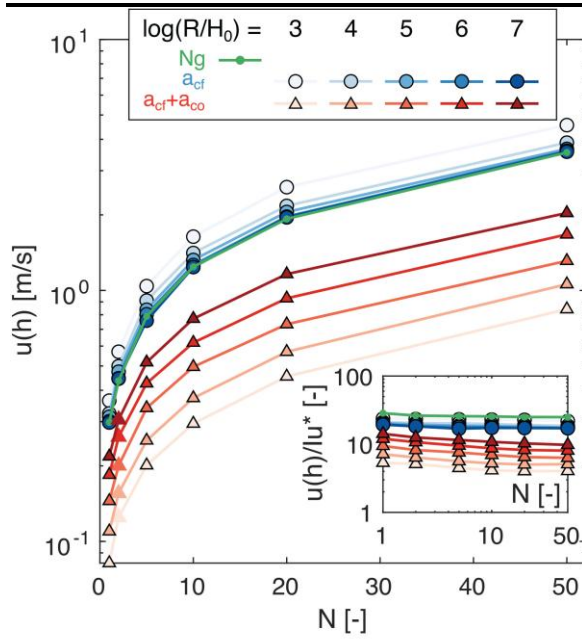 log(R/H₀) = 3 4 5 6 7
Ng
a_cf
a_cf+a_co
10¹
10⁰
10⁻¹
u(h) [m/s]
0 10 20 30 40 50
N [-]
100
10
1
u(h)/Iu* [-]
N [-]
1 10 50